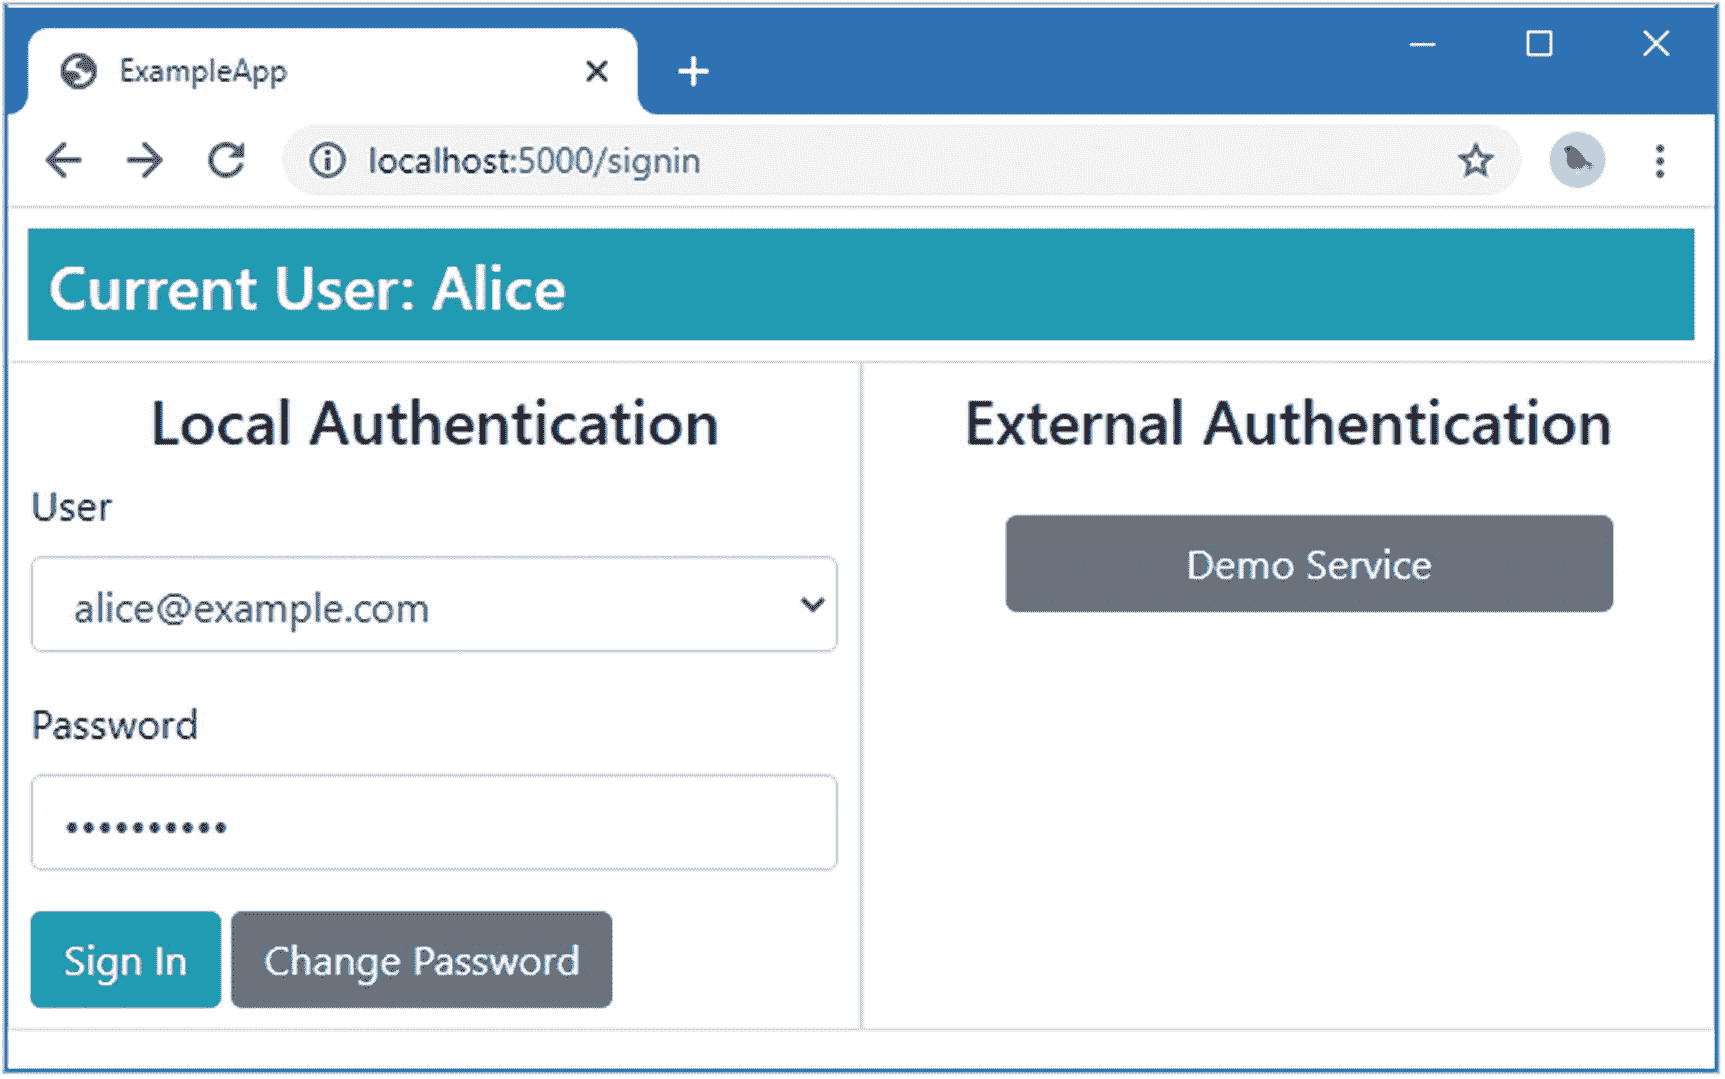 ExampleApp
localhost:5000/signin
Current User: Alice
Local Authentication
User
alice@example.com
Password
••••••••••
Sign In
Change Password
External Authentication
Demo Service